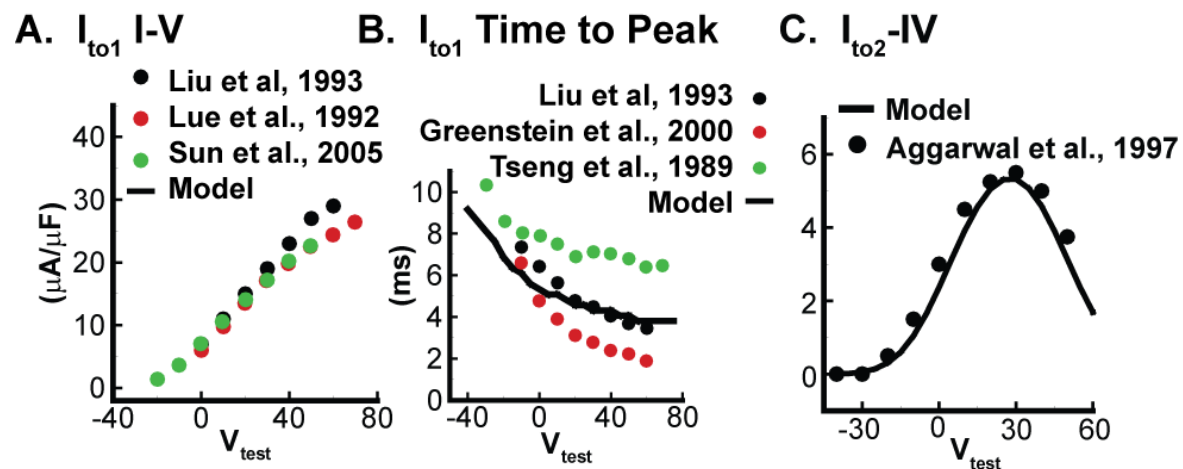 A. Ito1 I-V
Liu et al, 1993
Lue et al., 1992
Sun et al., 2005
Model
(µA/µF)
40
30
20
10
0
-40 0 40 80
Vtest
B. Ito1 Time to Peak
Liu et al, 1993
Greenstein et al., 2000
Tseng et al., 1989
Model
(ms)
10
8
6
4
2
-40 0 40 80
Vtest
C. Ito2-IV
Model
Aggarwal et al., 1997
6
4
2
0
-30 0 30 60
Vtest